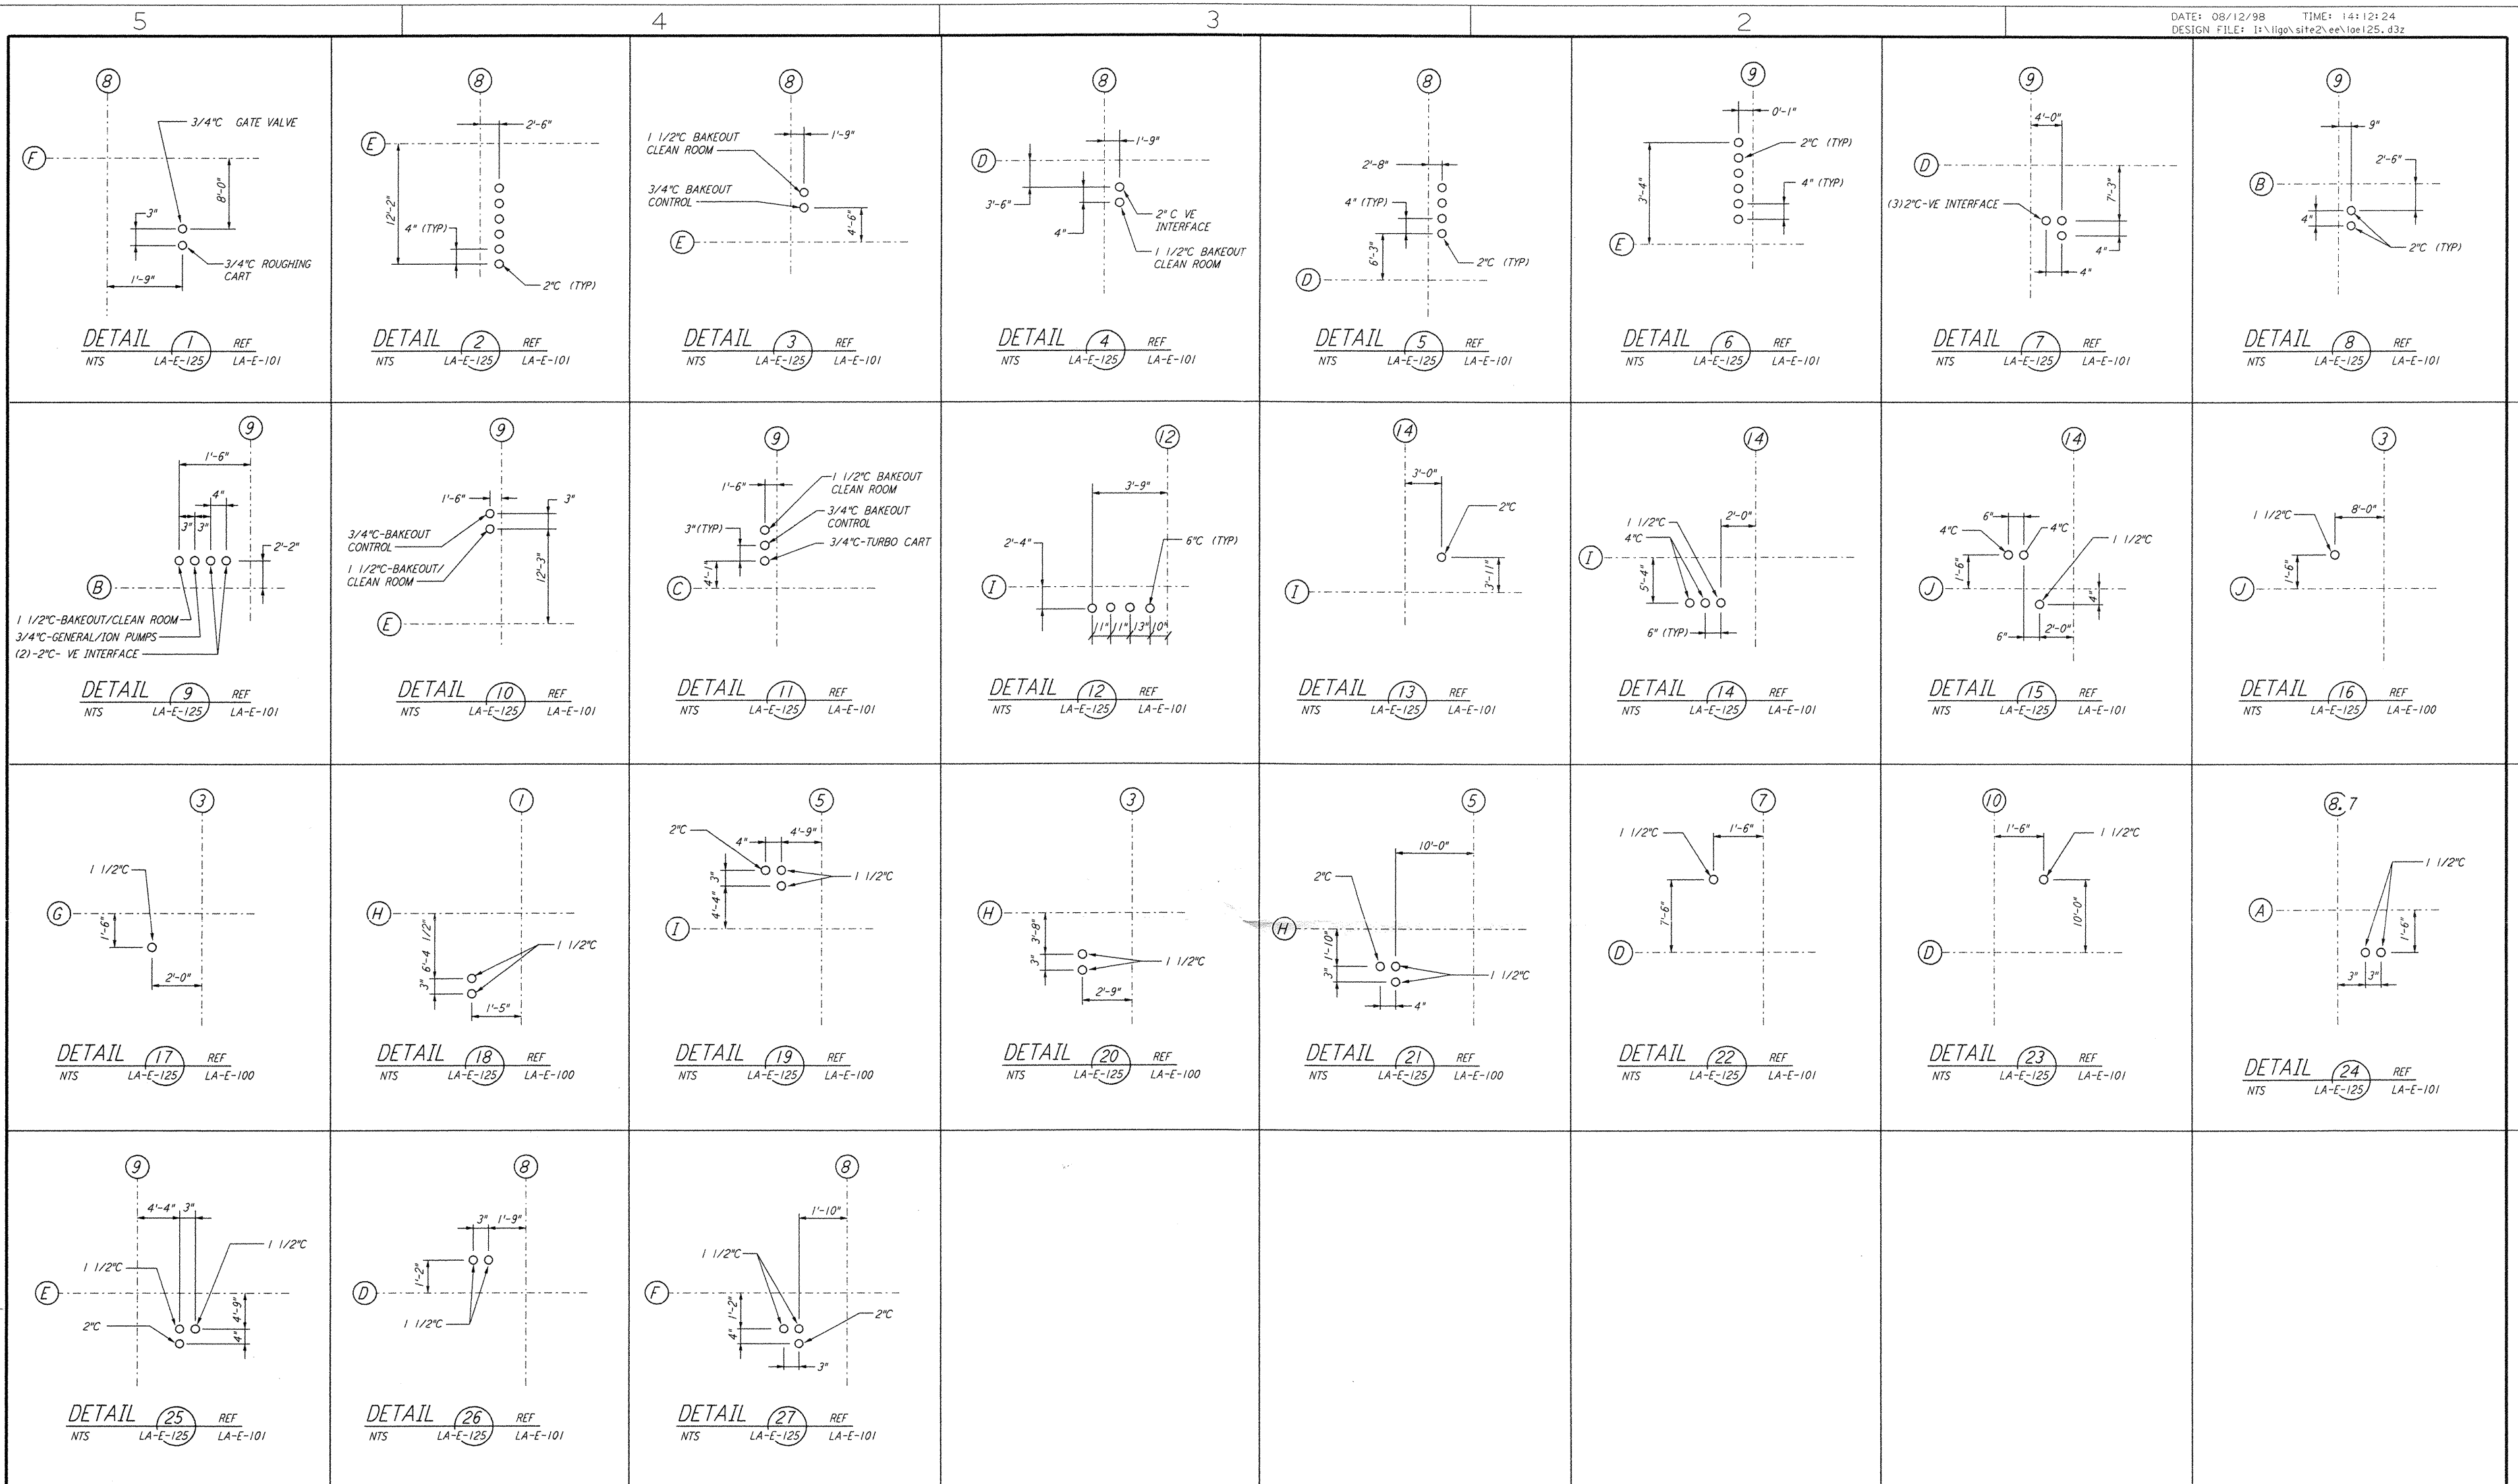 5
4
3
2
DATE: 08/12/98 TIME: 14:12:24
DESIGN FILE: I:\ligo\site2\ee\lae125.d3z
8
3/4"C GATE VALVE
F
8'-0"
3"
3/4"C ROUGHING
CART
1'-9"
DETAIL 1 REF
NTS LA-E-125 LA-E-101
8
2'-6"
E
12'-2"
4" (TYP)
2"C (TYP)
DETAIL 2 REF
NTS LA-E-125 LA-E-101
8
1 1/2"C BAKEOUT
CLEAN ROOM
1'-9"
3/4"C BAKEOUT
CONTROL
4'-6"
E
DETAIL 3 REF
NTS LA-E-125 LA-E-101
8
1'-9"
D
3'-6"
2" C VE
INTERFACE
4"
1 1/2"C BAKEOUT
CLEAN ROOM
DETAIL 4 REF
NTS LA-E-125 LA-E-101
8
2'-8"
4" (TYP)
6'-3"
2"C (TYP)
D
DETAIL 5 REF
NTS LA-E-125 LA-E-101
9
0'-1"
2"C (TYP)
3'-4"
4" (TYP)
E
DETAIL 6 REF
NTS LA-E-125 LA-E-101
9
4'-0"
D
7'-3"
(3)2"C-VE INTERFACE
4"
4"
DETAIL 7 REF
NTS LA-E-125 LA-E-101
9
9"
2'-6"
B
4"
2"C (TYP)
DETAIL 8 REF
NTS LA-E-125 LA-E-101
9
1'-6"
4"
3" 3"
2'-2"
B
1 1/2"C-BAKEOUT/CLEAN ROOM
3/4"C-GENERAL/ION PUMPS
(2)-2"C- VE INTERFACE
DETAIL 9 REF
NTS LA-E-125 LA-E-101
9
1'-6" 3"
3/4"C-BAKEOUT
CONTROL
1 1/2"C-BAKEOUT/
CLEAN ROOM
12'-3"
E
DETAIL 10 REF
NTS LA-E-125 LA-E-101
9
1'-6"
1 1/2"C BAKEOUT
CLEAN ROOM
3/4"C BAKEOUT
CONTROL
3"(TYP)
3/4"C-TURBO CART
4'-1"
C
DETAIL 11 REF
NTS LA-E-125 LA-E-101
12
3'-9"
2'-4"
6"C (TYP)
I
11" 11" 13" 10"
DETAIL 12 REF
NTS LA-E-125 LA-E-101
14
3'-0"
2"C
3'-11"
I
DETAIL 13 REF
NTS LA-E-125 LA-E-101
14
1 1/2"C
2'-0"
4"C
I
5'-4"
6" (TYP)
DETAIL 14 REF
NTS LA-E-125 LA-E-101
14
6"
4"C 4"C
1 1/2"C
1'-6"
J
4"
6" 2'-0"
DETAIL 15 REF
NTS LA-E-125 LA-E-101
3
1 1/2"C 8'-0"
1'-6"
J
DETAIL 16 REF
NTS LA-E-125 LA-E-100
3
1 1/2"C
G
1'-6"
2'-0"
DETAIL 17 REF
NTS LA-E-125 LA-E-100
1
H
6'-4 1/2"
1 1/2"C
3"
1'-5"
DETAIL 18 REF
NTS LA-E-125 LA-E-100
5
2"C 4" 4'-9"
3"
1 1/2"C
4'-4"
I
DETAIL 19 REF
NTS LA-E-125 LA-E-100
3
H
3'-8"
3"
1 1/2"C
2'-9"
DETAIL 20 REF
NTS LA-E-125 LA-E-100
5
10'-0"
2"C
H
1'-10"
3"
1 1/2"C
4"
DETAIL 21 REF
NTS LA-E-125 LA-E-100
7
1 1/2"C 1'-6"
7'-6"
D
DETAIL 22 REF
NTS LA-E-125 LA-E-101
10
1'-6" 1 1/2"C
10'-0"
D
DETAIL 23 REF
NTS LA-E-125 LA-E-101
8.7
1 1/2"C
A
1'-6"
3" 3"
DETAIL 24 REF
NTS LA-E-125 LA-E-101
9
4'-4" 3"
1 1/2"C
1 1/2"C
E
4'-9"
2"C
4"
DETAIL 25 REF
NTS LA-E-125 LA-E-101
8
3" 1'-9"
1'-2"
D
1 1/2"C
DETAIL 26 REF
NTS LA-E-125 LA-E-101
8
1'-10"
1 1/2"C
F
1'-2"
2"C
4"
3"
DETAIL 27 REF
NTS LA-E-125 LA-E-101